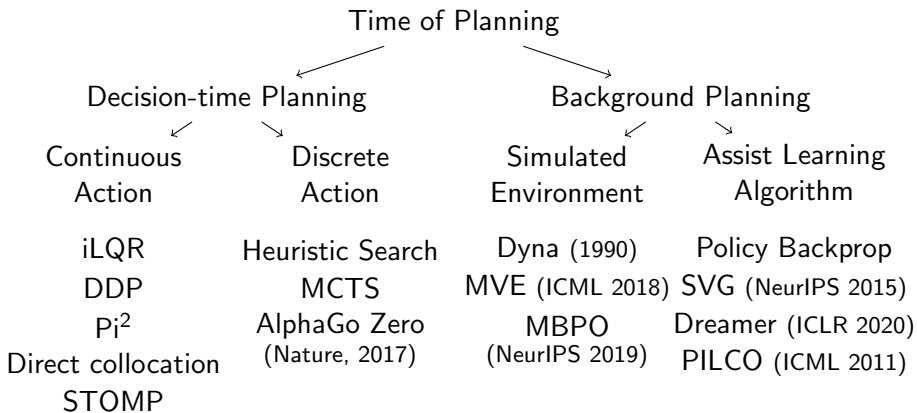 Time of Planning
Decision-time Planning
Background Planning
Continuous
Action
Discrete
Action
Simulated
Environment
Assist Learning
Algorithm
iLQR
DDP
Pi²
Direct collocation
STOMP
Heuristic Search
MCTS
AlphaGo Zero
(Nature, 2017)
Dyna (1990)
MVE (ICML 2018)
MBPO
(NeurIPS 2019)
Policy Backprop
SVG (NeurIPS 2015)
Dreamer (ICLR 2020)
PILCO (ICML 2011)